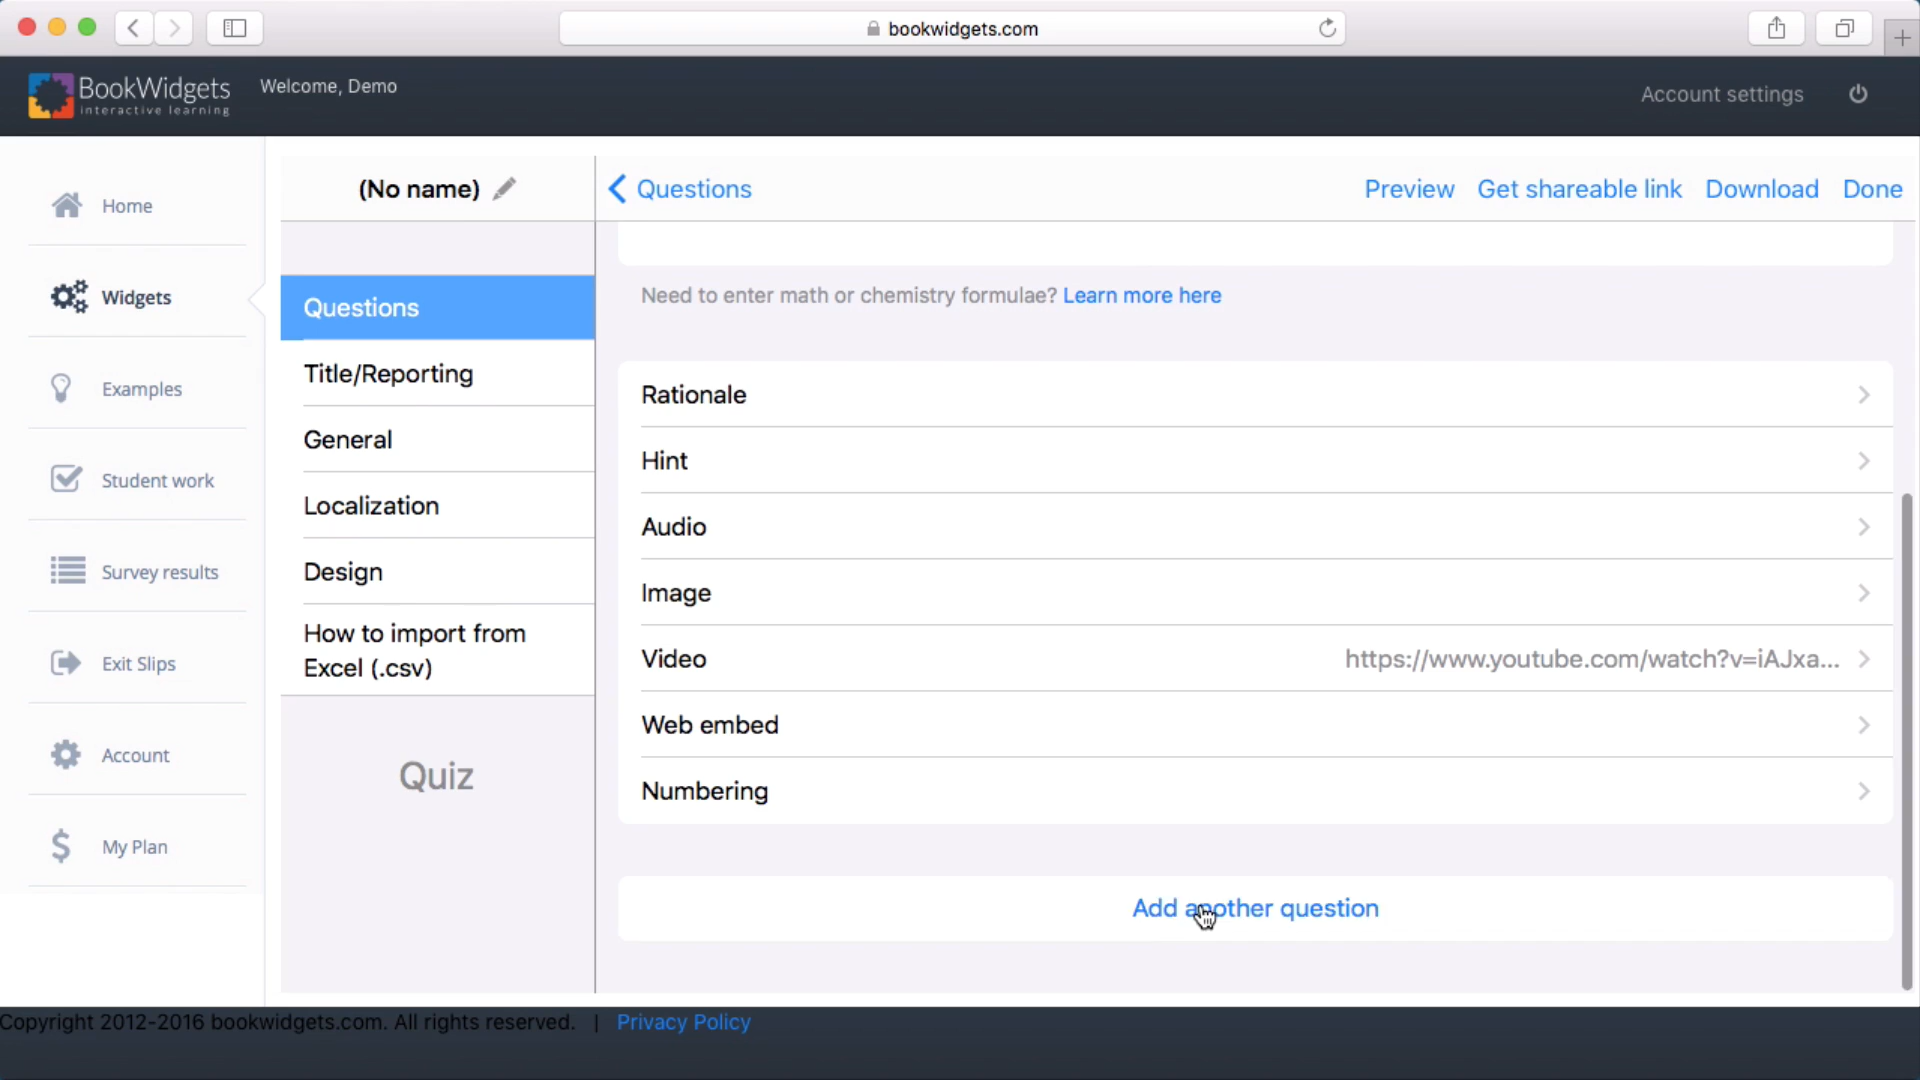 bookwidgets.com
BookWidgets
interactive learning
Welcome, Demo
Account settings
Home
Widgets
Examples
Student work
Survey results
Exit Slips
Account
My Plan
(No name)
Questions
Title/Reporting
General
Localization
Design
How to import from
Excel (.csv)
Quiz
Questions
Preview
Get shareable link
Download
Done
Need to enter math or chemistry formulae? Learn more here
Rationale
Hint
Audio
Image
Video
https://www.youtube.com/watch?v=iAJxa...
Web embed
Numbering
Add another question
Copyright 2012-2016 bookwidgets.com. All rights reserved. | Privacy Policy